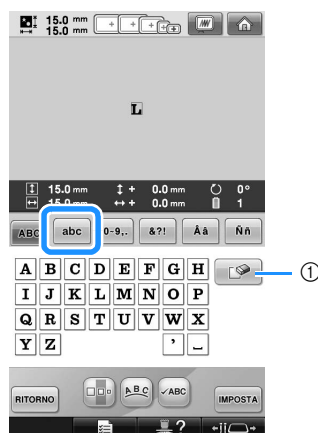 15.0 mm
15.0 mm
L
15.0 mm + 0.0 mm 0°
15.0 mm + 0.0 mm 1
ABC abc 0-9,. &?! Ââ Ññ
A B C D E F G H
I J K L M N O P
Q R S T U V W X
Y Z ' _
①
RITORNO ABC ✓ABC IMPOSTA
?